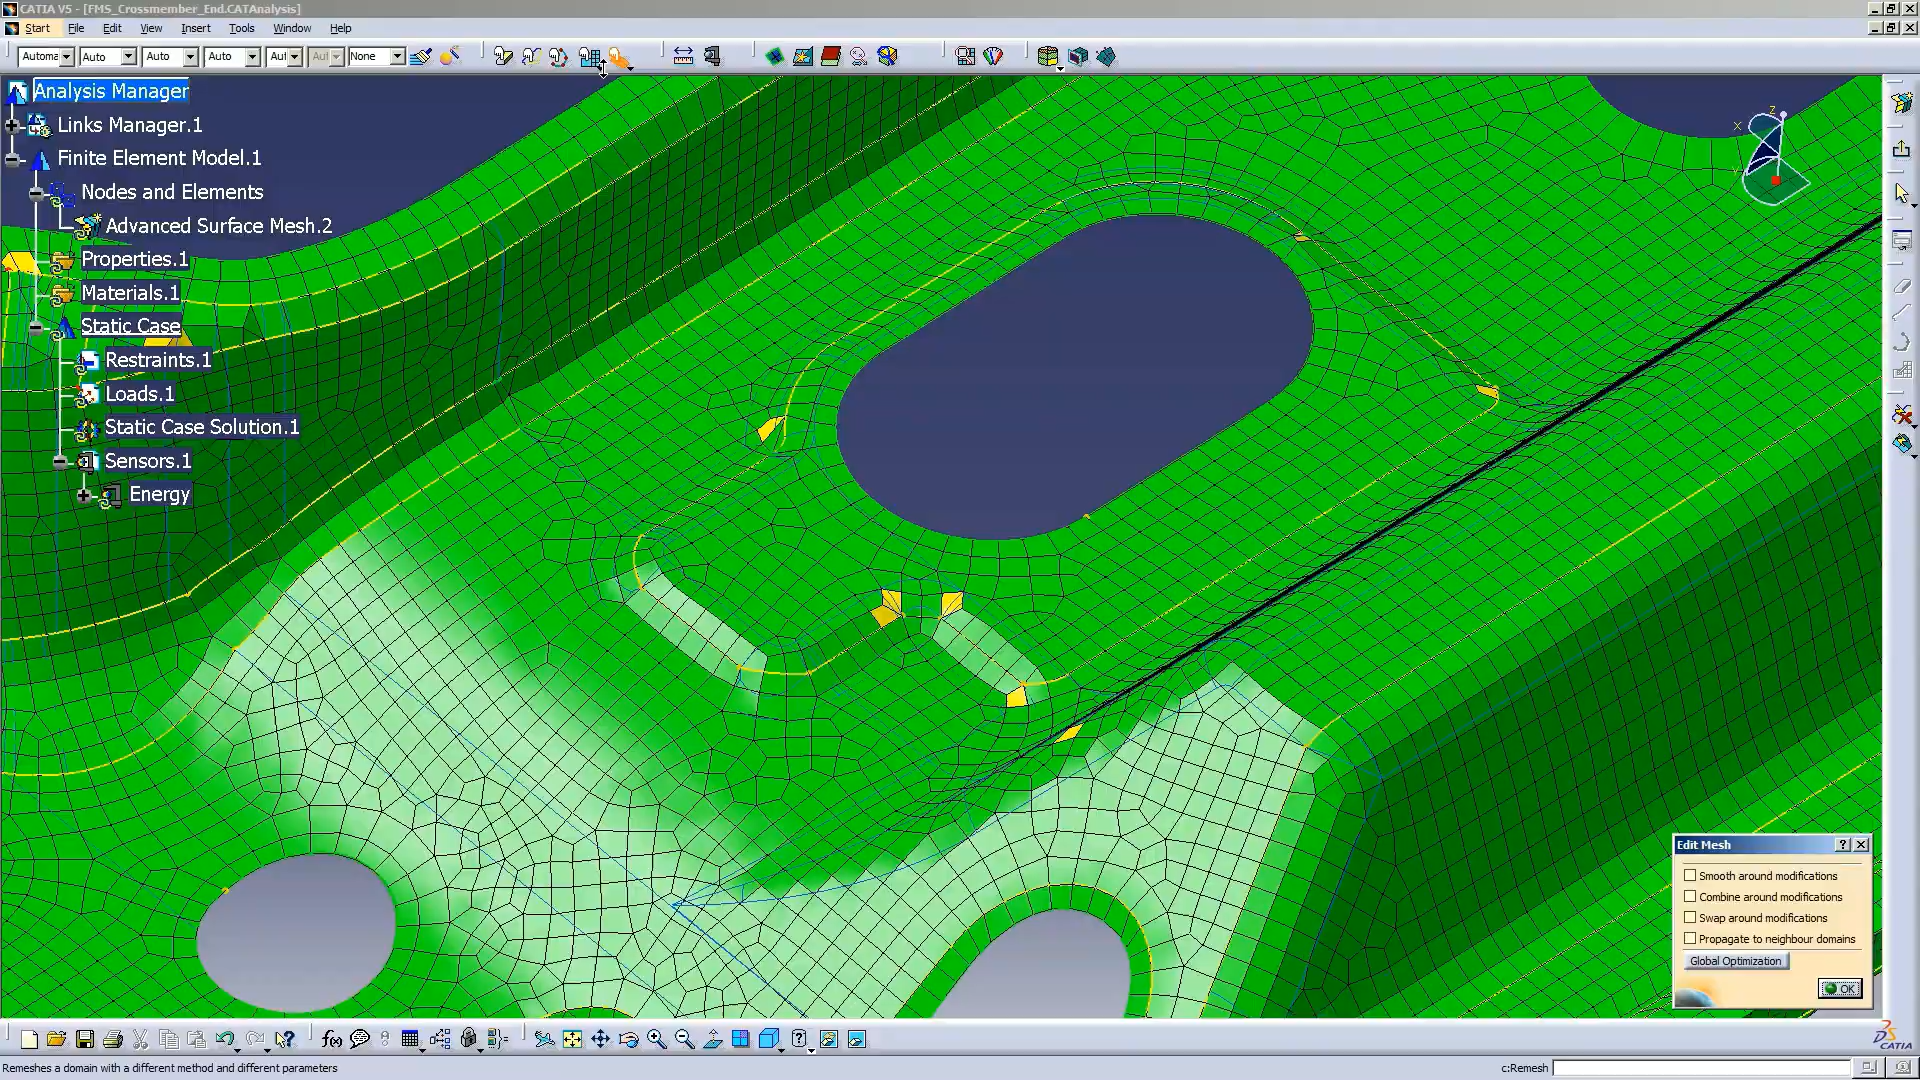 CATIA V5 - [FMS_Crossmember_End.CATAnalysis]
Start File Edit View Insert Tools Window Help
Automa Auto Auto Auto Aut Aut None
Analysis Manager
Links Manager.1
Finite Element Model.1
Nodes and Elements
Advanced Surface Mesh.2
Properties.1
Materials.1
Static Case
Restraints.1
Loads.1
Static Case Solution.1
Sensors.1
Energy
Z
X
Edit Mesh
Smooth around modifications
Combine around modifications
Swap around modifications
Propagate to neighbour domains
Global Optimization
OK
f(x)
CATIA
Remeshes a domain with a different method and different parameters
c:Remesh